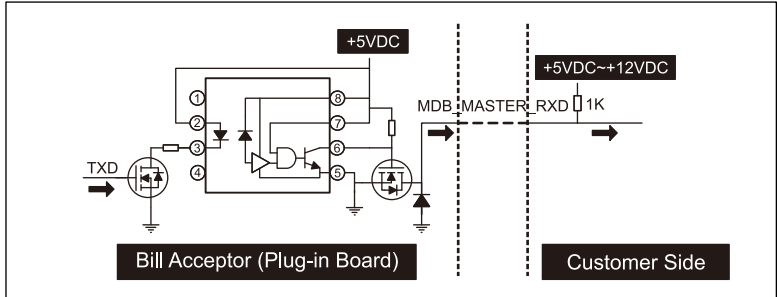 +5VDC
+5VDC~+12VDC
① ⑧
MDB_MASTER_RXD
1K
② ⑦
③ ⑥
TXD
④ ⑤
Bill Acceptor (Plug-in Board)
Customer Side